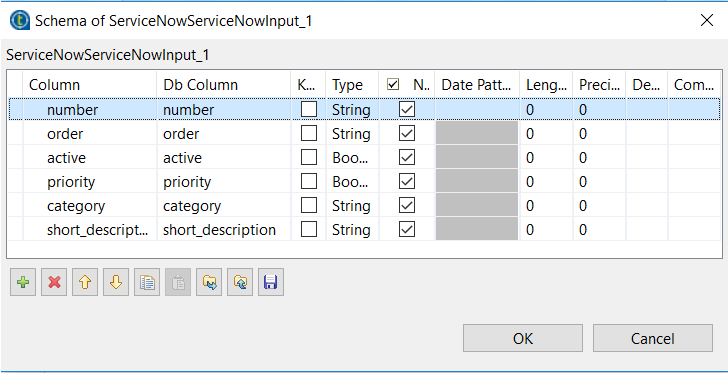 Schema of ServiceNowServiceNowInput_1
ServiceNowServiceNowInput_1
Column Db Column K... Type N.. Date Patt... Leng... Preci... De... Com...
number number String 0 0
order order String 0 0
active active Boo... 0 0
priority priority Boo... 0 0
category category String 0 0
short_descript... short_description String 0 0
OK Cancel